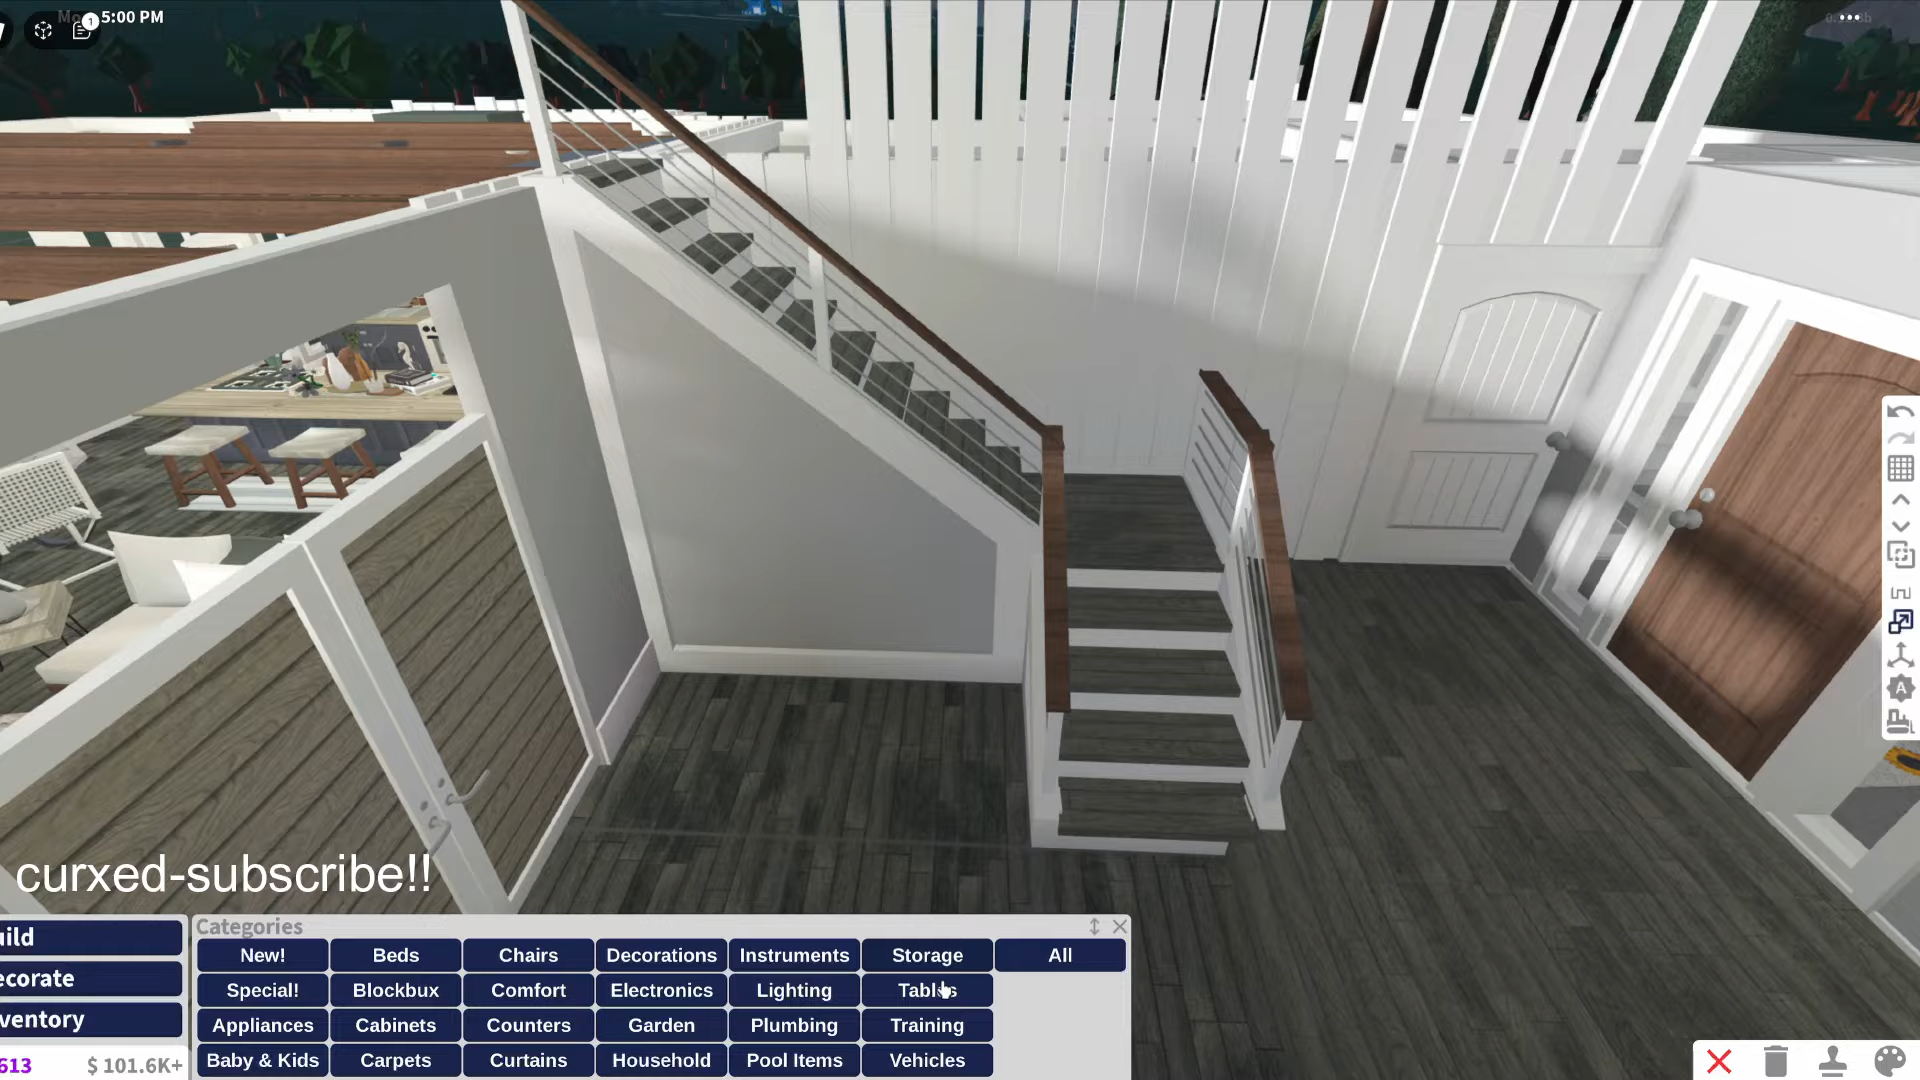 5:00 PM
1
curxed-subscribe!!
Categories
New! Beds Chairs Decorations Instruments Storage All
Special! Blockbux Comfort Electronics Lighting Tables
Appliances Cabinets Counters Garden Plumbing Training
Baby & Kids Carpets Curtains Household Pool Items Vehicles
uild
ecorate
ventory
613 $ 101.6K+
A